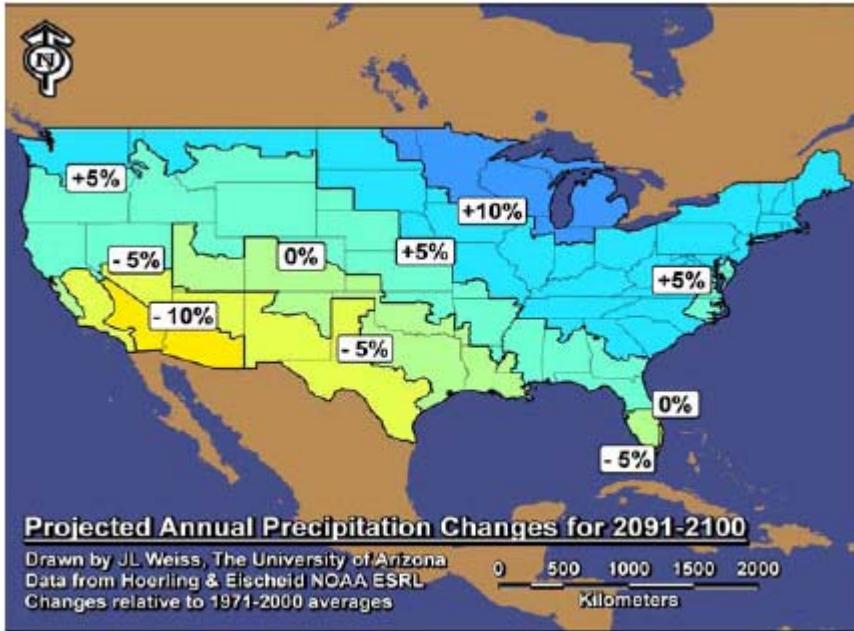 N
+5%
+10%
- 5%
0%
+5%
+5%
- 10%
- 5%
0%
- 5%
Projected Annual Precipitation Changes for 2091-2100
Drawn by JL Weiss, The University of Arizona
Data from Hoerling & Eischeid NOAA ESRL
Changes relative to 1971-2000 averages
0 500 1000 1500 2000
Kilometers